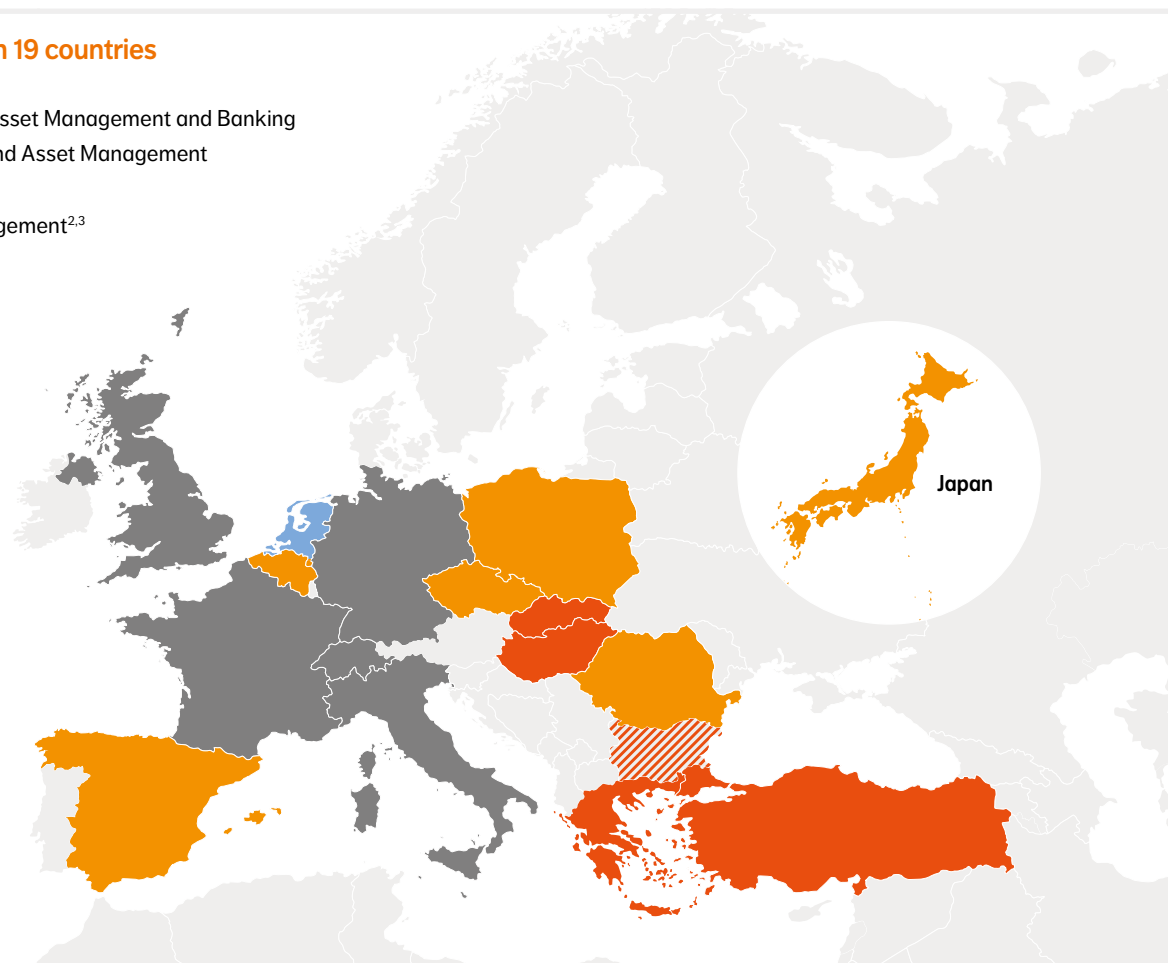 n 19 countries
sset Management and Banking
nd Asset Management
gement2,3
Japan